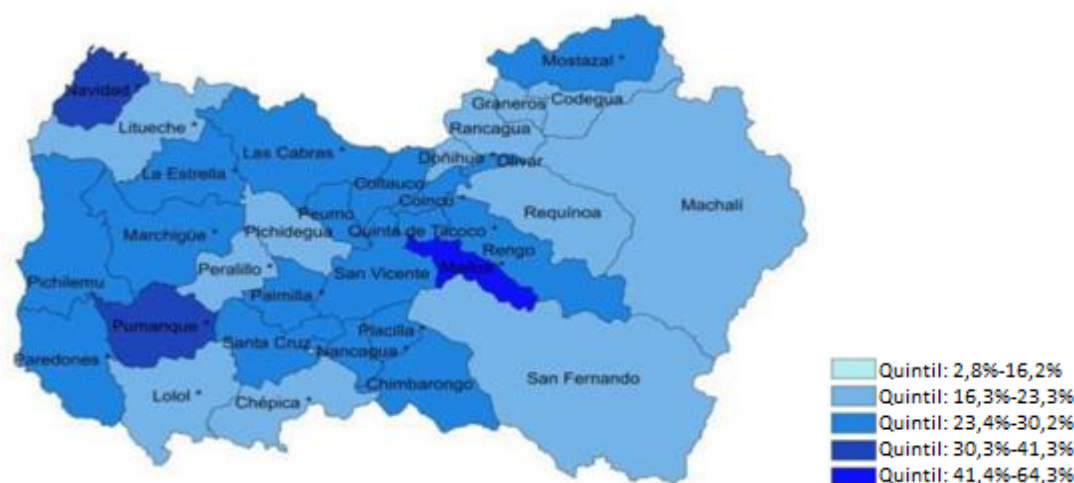 Mostazal *
Navidad *
Graneros
Codegua
Litueche *
Rancagua
Las Cabras *
Doñihue *
Olivar
La Estrella *
Coltauco
Coinco *
Peumo
Requínoa
Machalí
Marchigüe *
Pichidegua
Quinta de Tilcoco *
Rengo
Peralillo *
San Vicente
Malloa *
Pichilemu
Palmilla *
Pumanque *
Placilla *
Santa Cruz *
Nancagua *
Paredones *
Chimbarongo
San Fernando
Lolol *
Chépica *
Quintil: 2,8%-16,2%
Quintil: 16,3%-23,3%
Quintil: 23,4%-30,2%
Quintil: 30,3%-41,3%
Quintil: 41,4%-64,3%